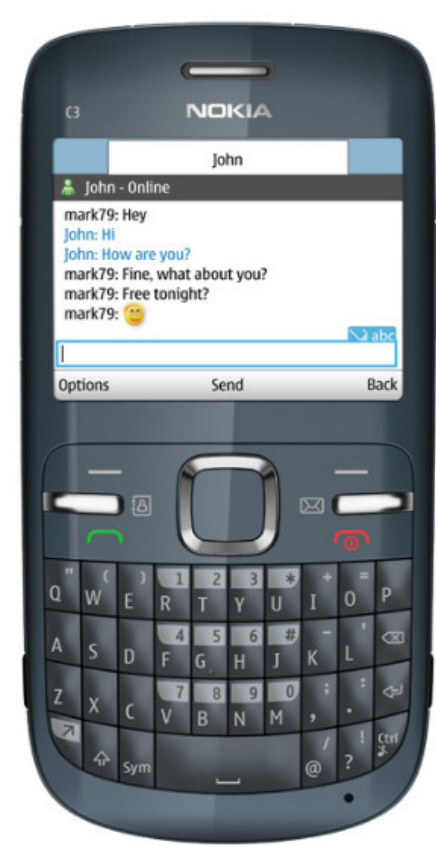 C3
NOKIA
John
John - Online
mark79: Hey
John: Hi
John: How are you?
mark79: Fine, what about you?
mark79: Free tonight?
mark79:
abc
Options Send Back
" ( ) 1 2 3 * + =
Q W E R T Y U I O P
4 5 6 # - '
A S D F G H J K L
7 8 9 0 ; :
Z X C V B N M , .
/ ! Ctrl
Sym @ ?